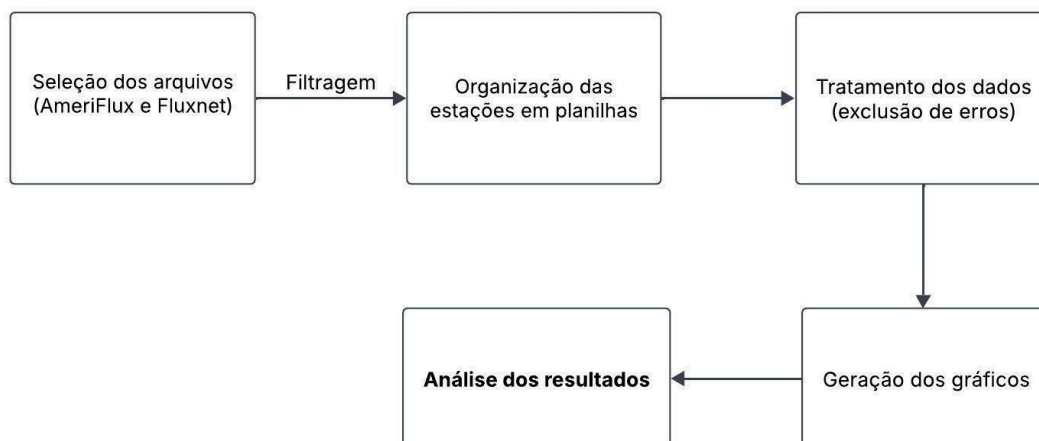 Seleção dos arquivos
(AmeriFlux e Fluxnet)
Filtragem
Organização das
estações em planilhas
Tratamento dos dados
(exclusão de erros)
Análise dos resultados
Geração dos gráficos